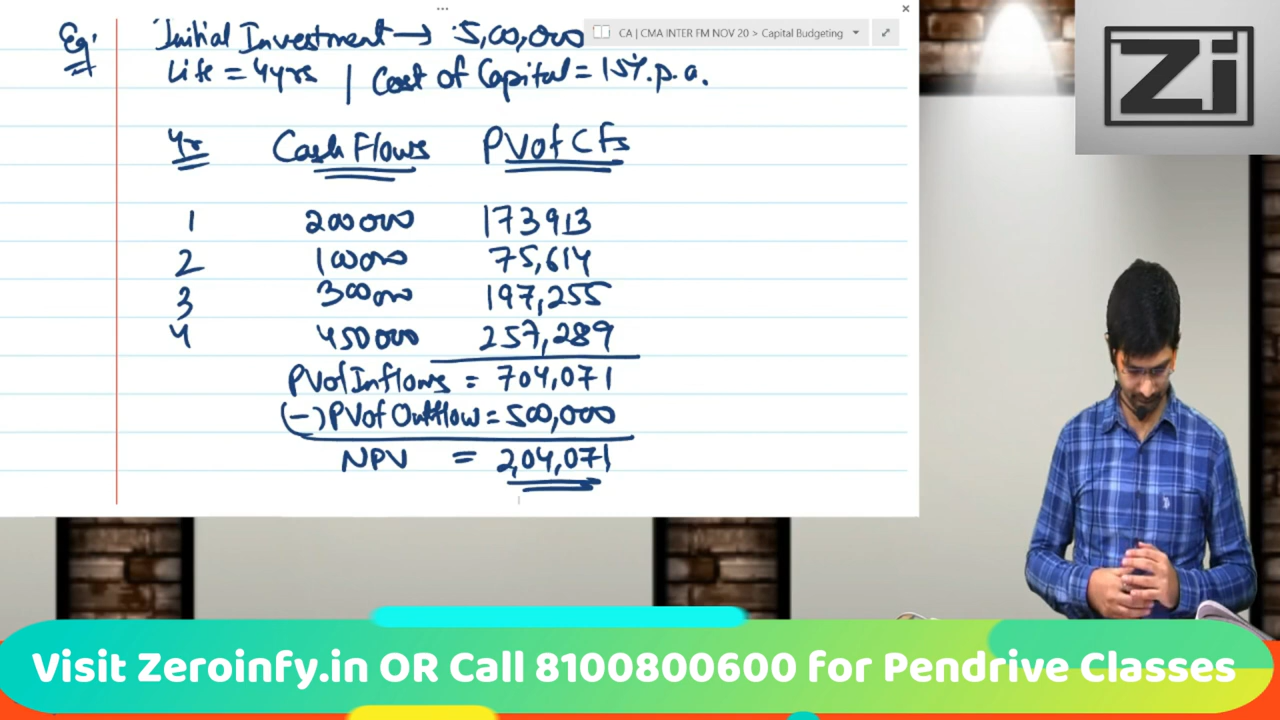 Eg:
Initial Investment → 5,00,000
CA | CMA INTER FM NOV 20 > Capital Budgeting
Life = 4yrs | Cost of Capital = 15% p.a.
Yr Cash Flows PV of CFs
1 200000 173913
2 100000 75,614
3 300000 197,255
4 450000 257,289
PV of Inflows = 704,071
(-) PV of Outflow = 500,000
NPV = 2,04,071
Zi
Visit Zeroinfy.in OR Call 8100800600 for Pendrive Classes